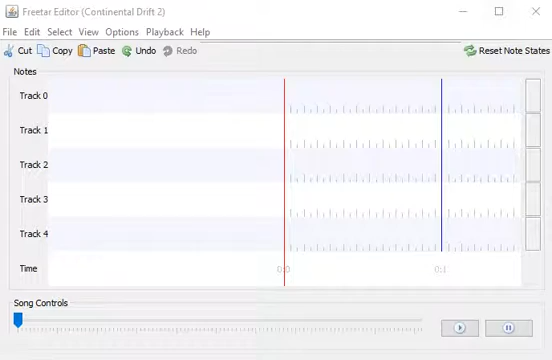 Freetar Editor (Continental Drift 2)
File Edit Select View Options Playback Help
Cut Copy Paste Undo Redo Reset Note States
Notes
Track 0
Track 1
Track 2
Track 3
Track 4
Time 0:0 0:1
Song Controls